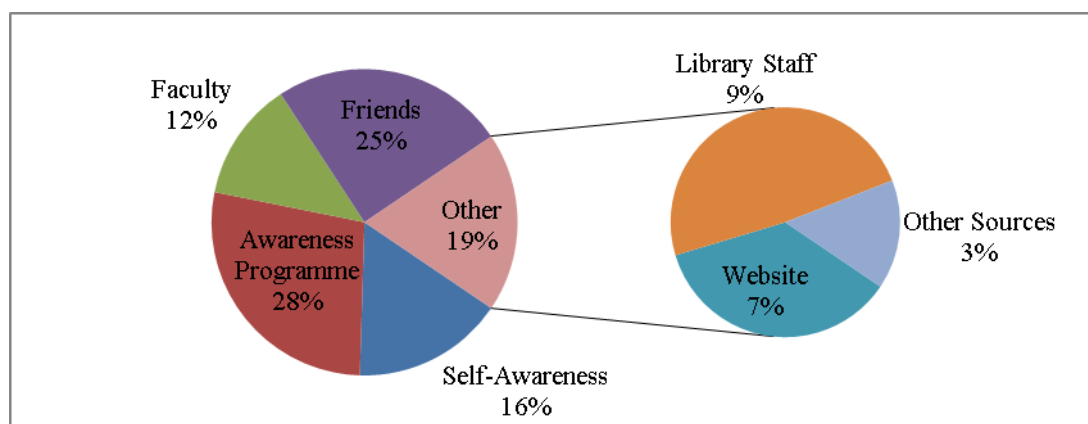 Library Staff
9%
Faculty
12%
Friends
25%
Other
19%
Other Sources
3%
Awareness
Programme
28%
Website
7%
Self-Awareness
16%